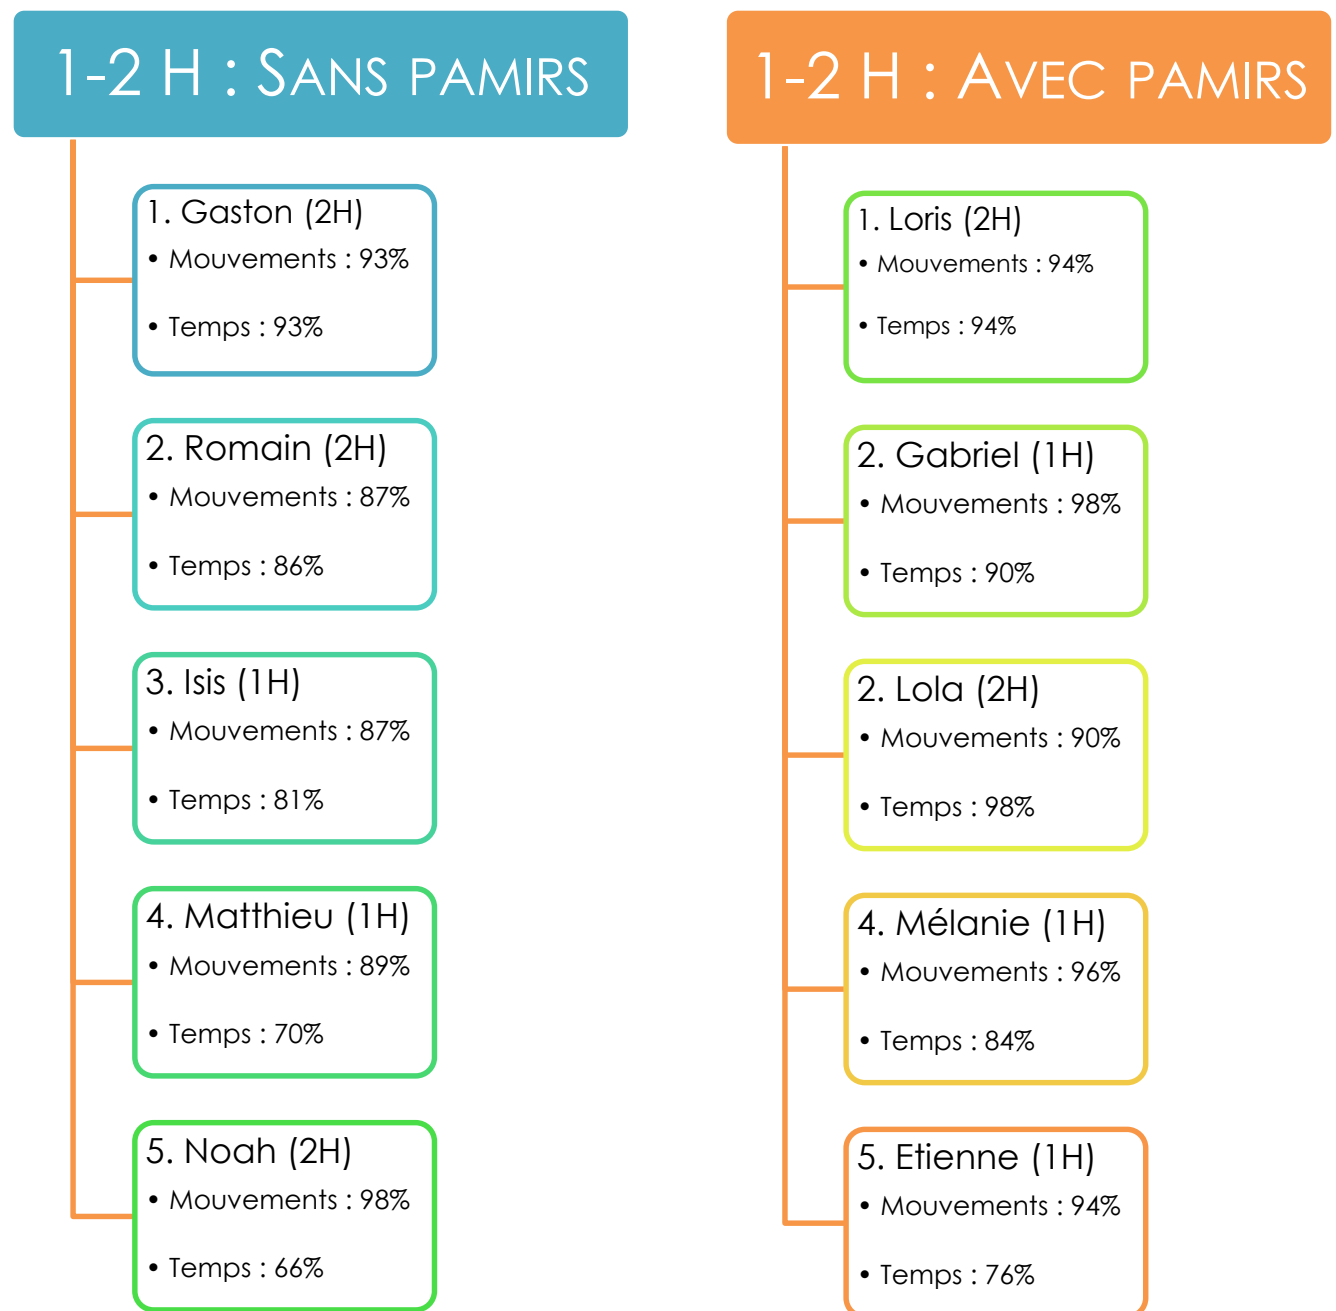 1-2 H : SANS PAMIRS
1. Gaston (2H)
• Mouvements : 93%
• Temps : 93%
2. Romain (2H)
• Mouvements : 87%
• Temps : 86%
3. Isis (1H)
• Mouvements : 87%
• Temps : 81%
4. Matthieu (1H)
• Mouvements : 89%
• Temps : 70%
5. Noah (2H)
• Mouvements : 98%
• Temps : 66%
1-2 H : AVEC PAMIRS
1. Loris (2H)
• Mouvements : 94%
• Temps : 94%
2. Gabriel (1H)
• Mouvements : 98%
• Temps : 90%
2. Lola (2H)
• Mouvements : 90%
• Temps : 98%
4. Mélanie (1H)
• Mouvements : 96%
• Temps : 84%
5. Etienne (1H)
• Mouvements : 94%
• Temps : 76%